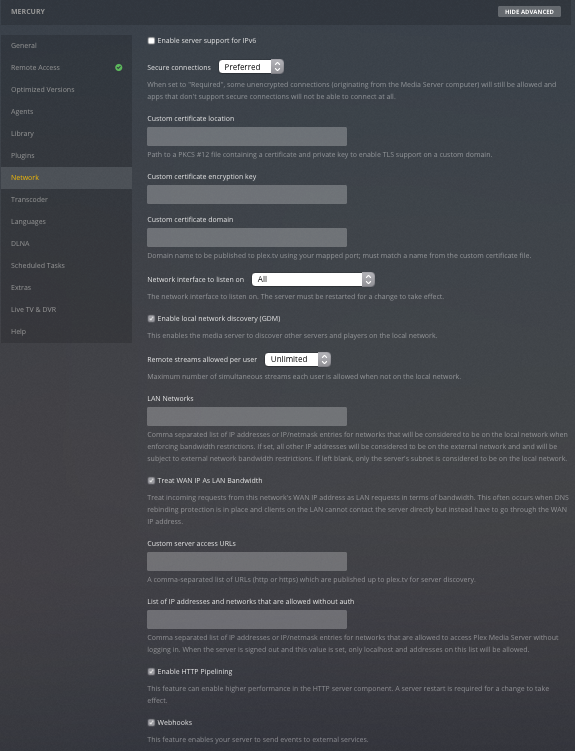 MERCURY
HIDE ADVANCED
General
Remote Access
Optimized Versions
Agents
Library
Plugins
Network
Transcoder
Languages
DLNA
Scheduled Tasks
Extras
Live TV & DVR
Help
Enable server support for IPv6
Secure connections Preferred
When set to "Required", some unencrypted connections (originating from the Media Server computer) will still be allowed and
apps that don't support secure connections will not be able to connect at all.
Custom certificate location
Path to a PKCS #12 file containing a certificate and private key to enable TLS support on a custom domain.
Custom certificate encryption key
Custom certificate domain
Domain name to be published to plex.tv using your mapped port; must match a name from the custom certificate file.
Network interface to listen on All
The network interface to listen on. The server must be restarted for a change to take effect.
Enable local network discovery (GDM)
This enables the media server to discover other servers and players on the local network.
Remote streams allowed per user Unlimited
Maximum number of simultaneous streams each user is allowed when not on the local network.
LAN Networks
Comma separated list of IP addresses or IP/netmask entries for networks that will be considered to be on the local network when
enforcing bandwidth restrictions. If set, all other IP addresses will be considered to be on the external network and and will be
subject to external network bandwidth restrictions. If left blank, only the server's subnet is considered to be on the local network.
Treat WAN IP As LAN Bandwidth
Treat incoming requests from this network's WAN IP address as LAN requests in terms of bandwidth. This often occurs when DNS
rebinding protection is in place and clients on the LAN cannot contact the server directly but instead have to go through the WAN
IP address.
Custom server access URLs
A comma-separated list of URLs (http or https) which are published up to plex.tv for server discovery.
List of IP addresses and networks that are allowed without auth
Comma separated list of IP addresses or IP/netmask entries for networks that are allowed to access Plex Media Server without
logging in. When the server is signed out and this value is set, only localhost and addresses on this list will be allowed.
Enable HTTP Pipelining
This feature can enable higher performance in the HTTP server component. A server restart is required for a change to take
effect.
Webhooks
This feature enables your server to send events to external services.